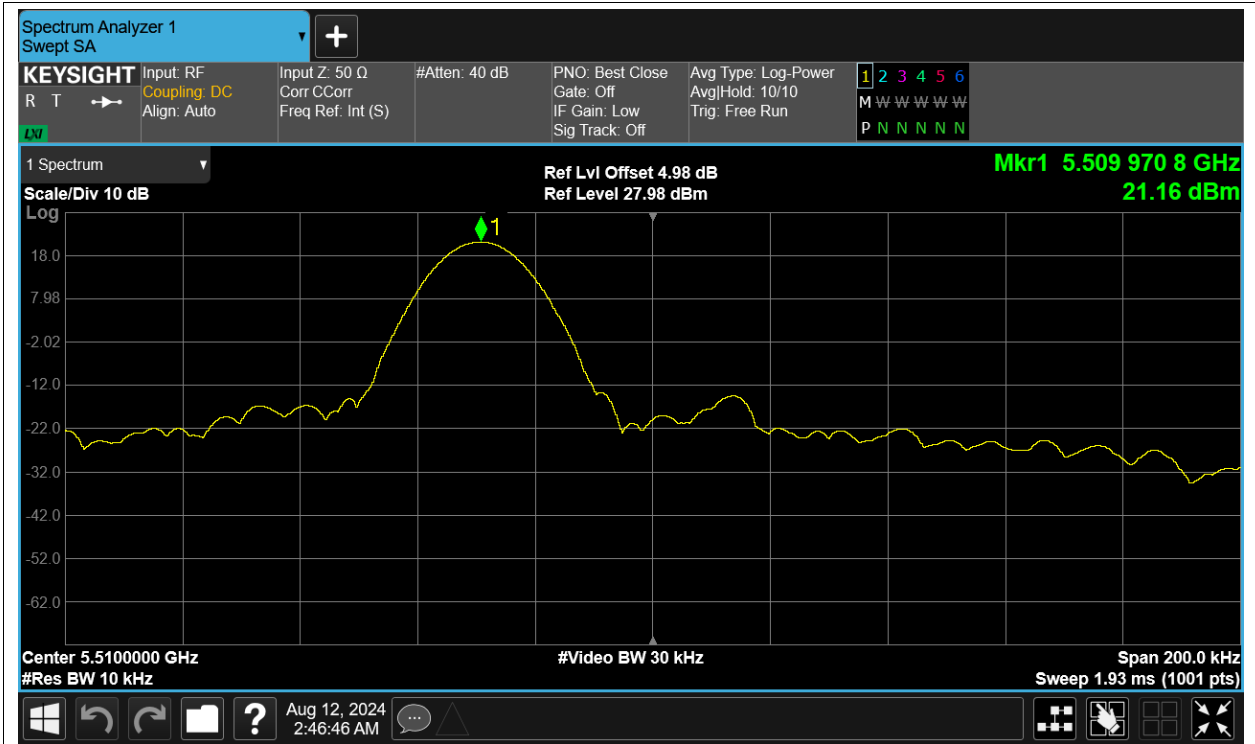 Spectrum Analyzer 1
Swept SA
KEYSIGHT
R T
LXI
Input: RF
Coupling: DC
Align: Auto
Input Z: 50 Ω
Corr CCorr
Freq Ref: Int (S)
#Atten: 40 dB
PNO: Best Close
Gate: Off
IF Gain: Low
Sig Track: Off
Avg Type: Log-Power
Avg|Hold: 10/10
Trig: Free Run
1 2 3 4 5 6
M W W W W W
P N N N N N
1 Spectrum
Scale/Div 10 dB
Log
Ref Lvl Offset 4.98 dB
Ref Level 27.98 dBm
Mkr1 5.509 970 8 GHz
21.16 dBm
1
18.0
7.98
-2.02
-12.0
-22.0
-32.0
-42.0
-52.0
-62.0
Center 5.5100000 GHz
#Res BW 10 kHz
#Video BW 30 kHz
Span 200.0 kHz
Sweep 1.93 ms (1001 pts)
?
Aug 12, 2024
2:46:46 AM